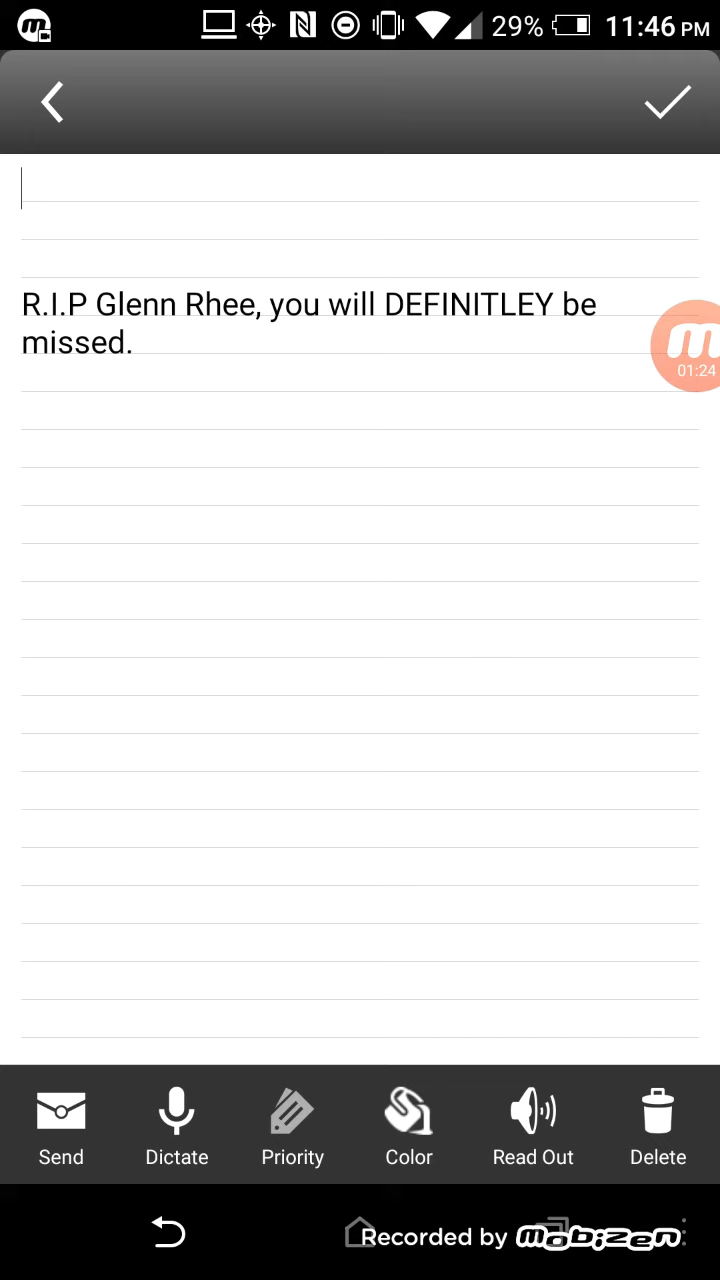 29% 11:46 PM
R.I.P Glenn Rhee, you will DEFINITLEY be
missed.
m
01:24
Send Dictate Priority Color Read Out Delete
Recorded by mobizen